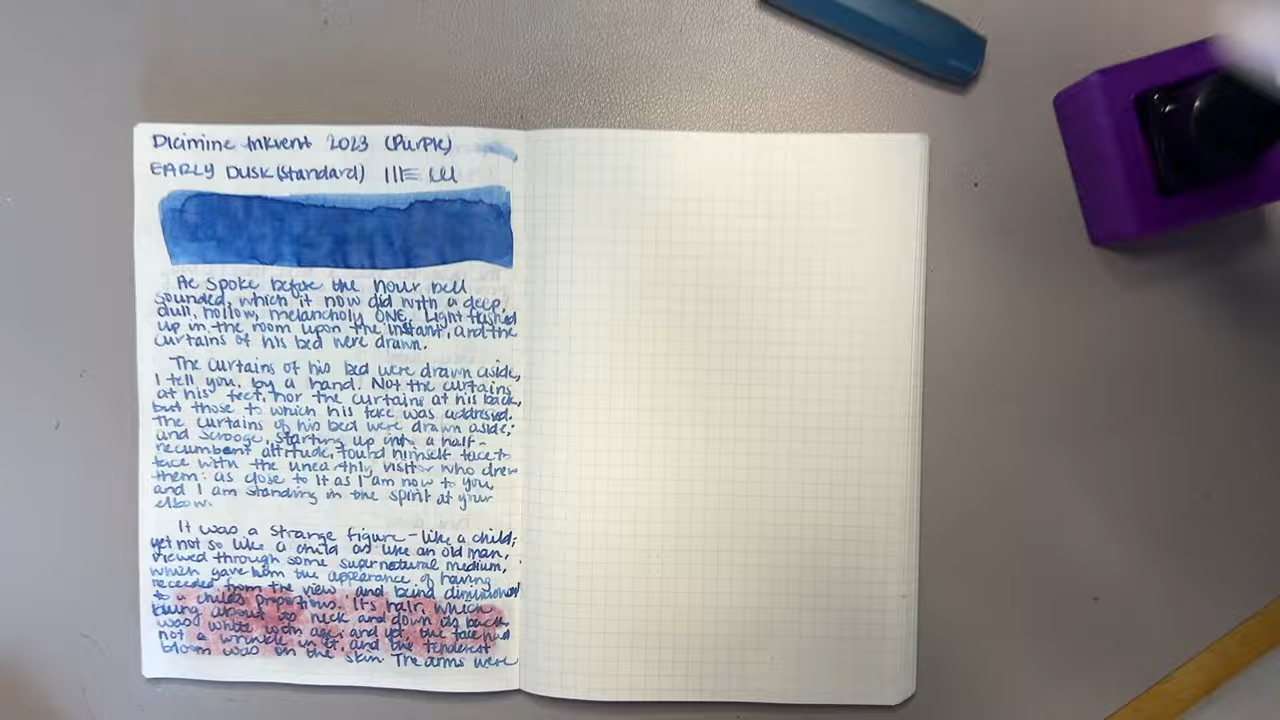 Diamine Inkvent 2023 (Purple)
EARLY DUSK (Standard)
He spoke before the hour bell
sounded, which it now did with a deep,
dull, hollow, melancholy ONE. Light flashed
up in the room upon the instant, and the
curtains of his bed were drawn.
The curtains of his bed were drawn aside,
I tell you, by a hand. Not the curtains
at his feet, nor the curtains at his back,
but those to which his face was addressed.
The curtains of his bed were drawn aside;
and Scrooge, starting up into a half-
recumbent attitude, found himself face to
face with the unearthly visitor who drew
them: as close to it as I am now to you
and I am standing in the spirit at your
elbow.
It was a strange figure - like a child;
yet not so like a child as like an old man,
viewed through some supernatural medium,
which gave him the appearance of having
receeded from the view and being diminished
to a child's proportions. Its hair, which
hung about its neck and down its back
was white with age; and yet, the face had
not a wrinkle in it, and the tenderest
bloom was on the skin. The arms were